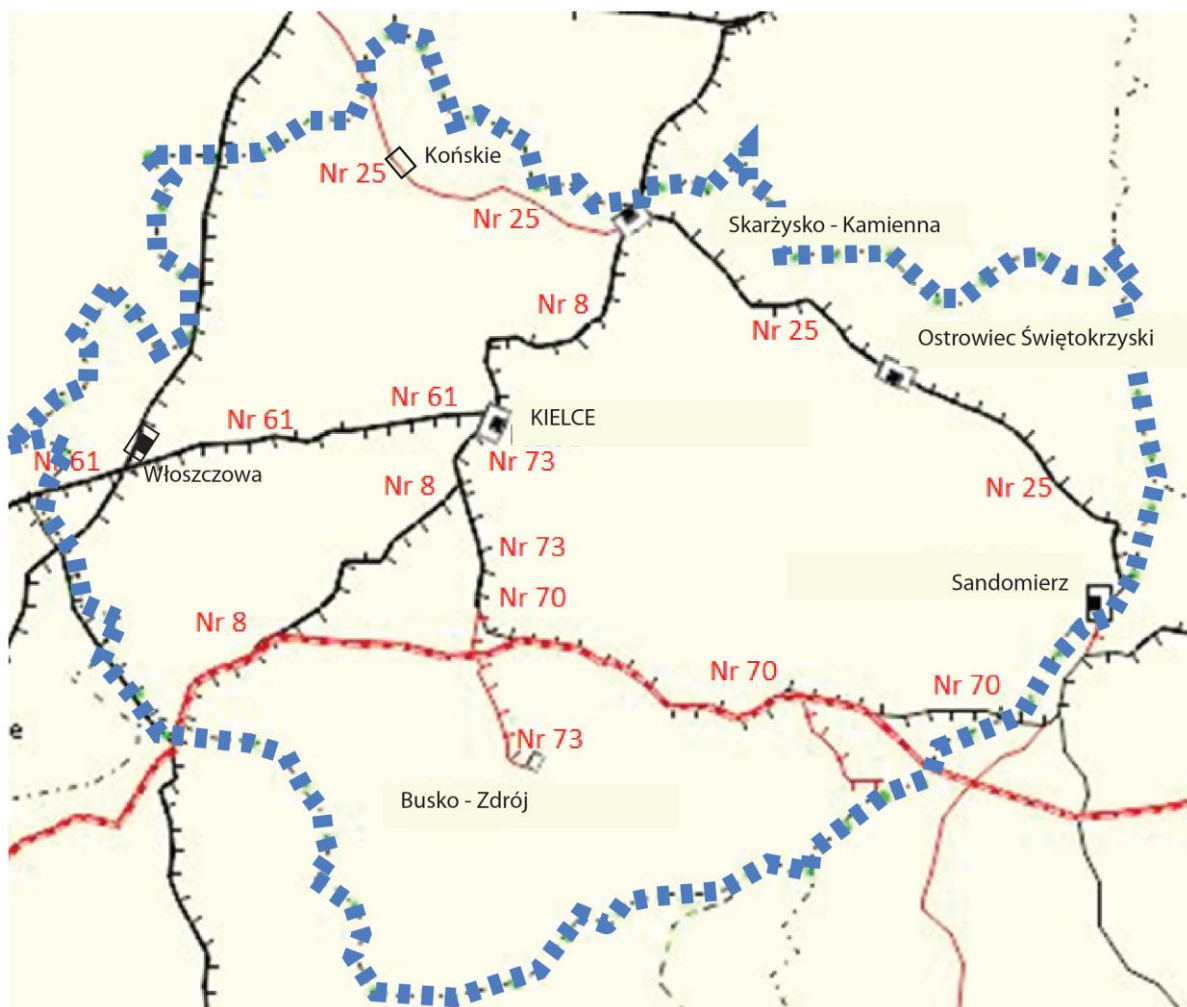 Końskie
Nr 25
Nr 25
Skarżysko - Kamienna
Nr 8
Nr 25
Ostrowiec Świętokrzyski
Nr 61
Nr 61
KIELCE
Nr 61
Włoszczowa
Nr 73
Nr 8
Nr 25
Nr 73
Sandomierz
Nr 70
Nr 8
Nr 70
Nr 70
e
Nr 73
Busko - Zdrój